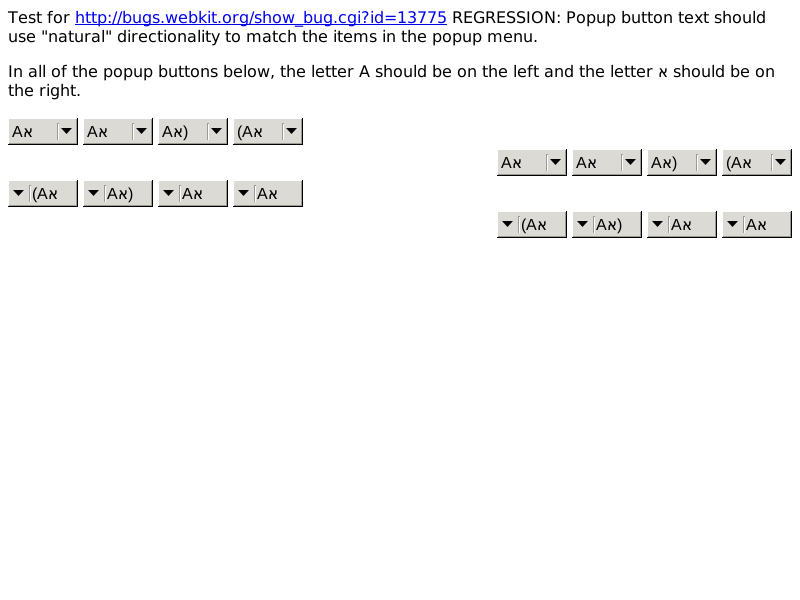 Test for http://bugs.webkit.org/show_bug.cgi?id=13775 REGRESSION: Popup button text should
use "natural" directionality to match the items in the popup menu.
In all of the popup buttons below, the letter A should be on the left and the letter א should be on
the right.
Aא Aא Aא) (Aא
Aא Aא Aא) (Aא
(Aא Aא) Aא Aא
(Aא Aא) Aא Aא